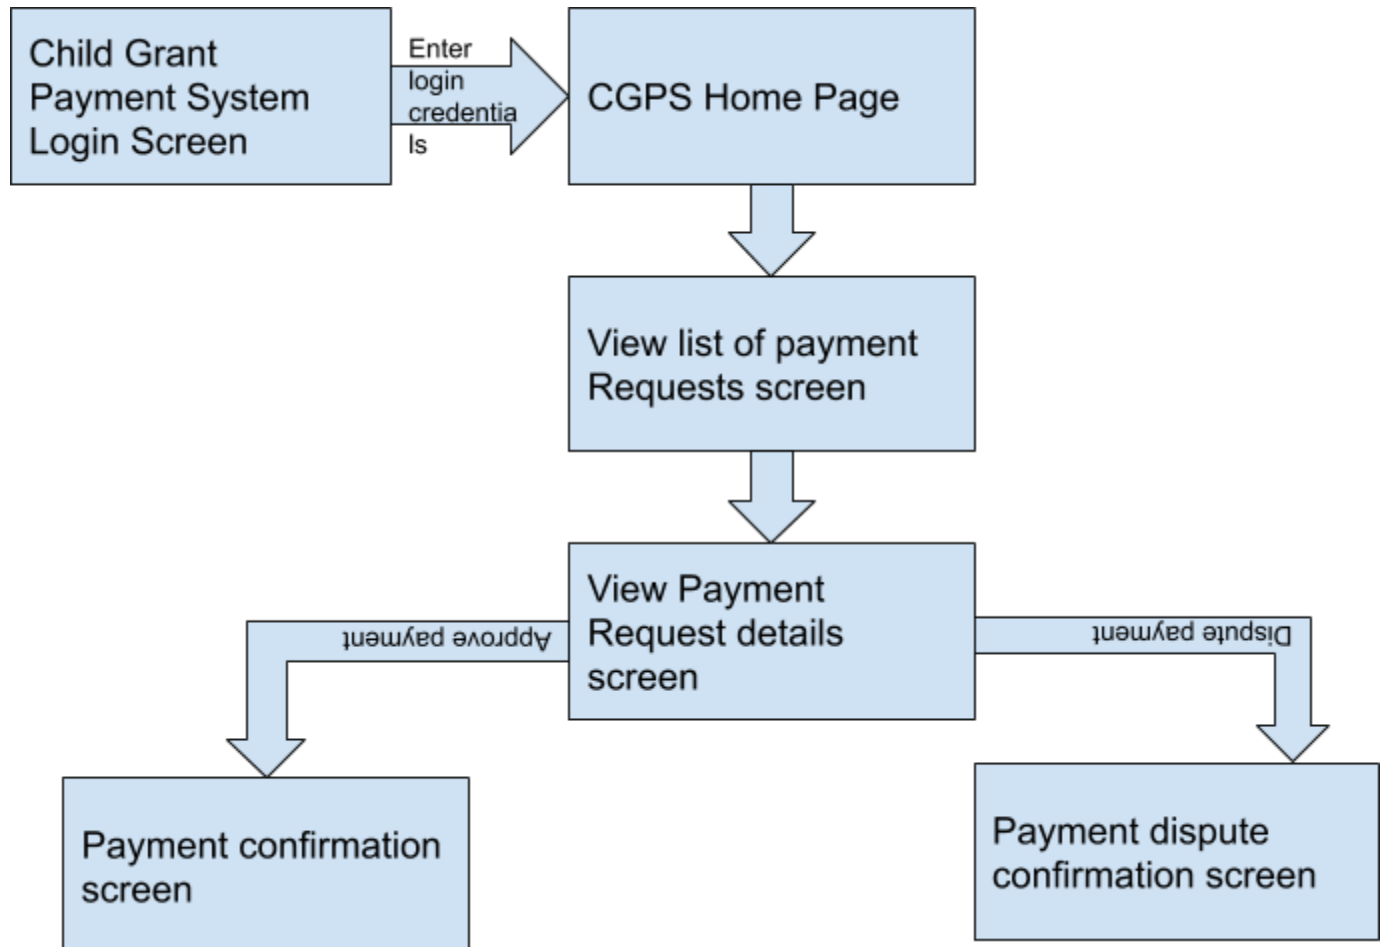 Child Grant
Payment System
Login Screen
Enter
login
credentia
ls
CGPS Home Page
View list of payment
Requests screen
View Payment
Request details
screen
Approve payment
Dispute payment
Payment confirmation
screen
Payment dispute
confirmation screen